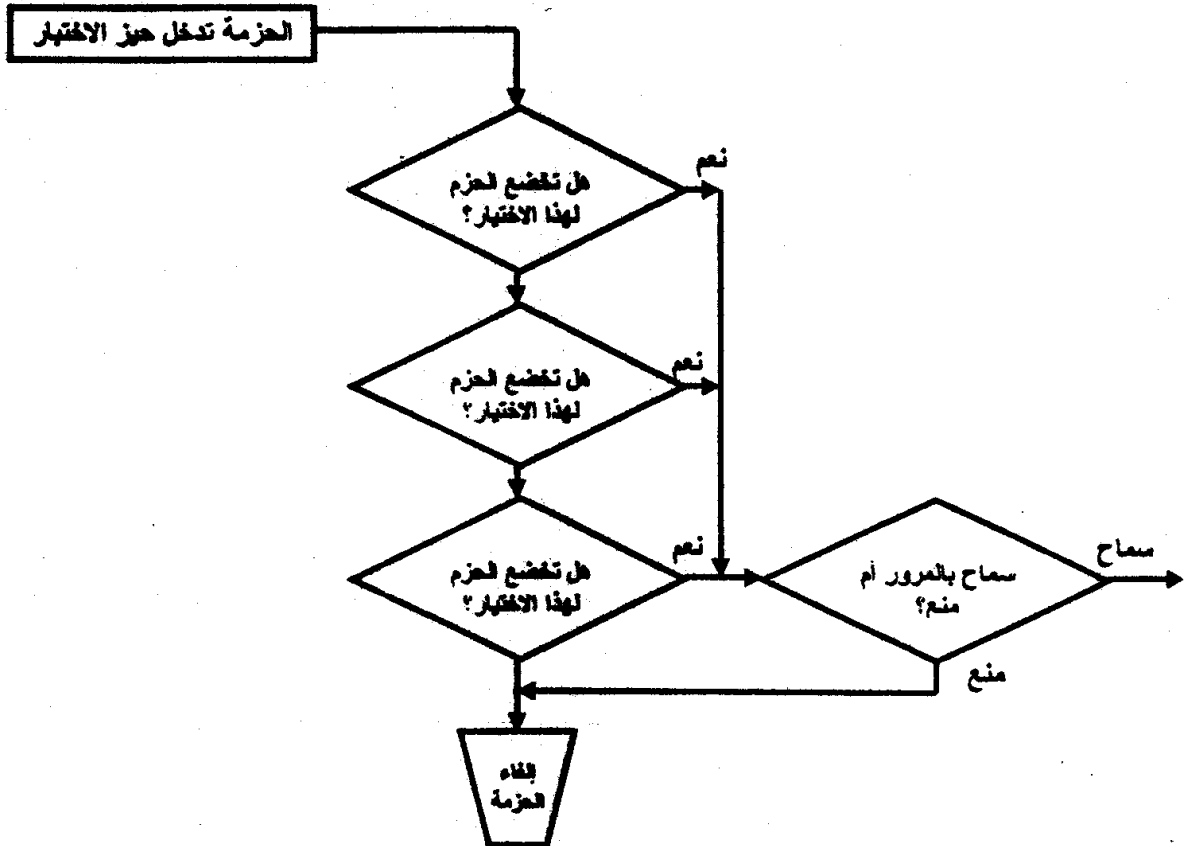 الحزمة تدخل حيز الاختبار
هل تخضع الحزم
لهذا الاختبار؟
نعم
هل تخضع الحزم
لهذا الاختبار؟
نعم
هل تخضع الحزم
لهذا الاختبار؟
نعم
سماح بالمرور أم
منع؟
سماح
منع
إلغاء
الحزمة